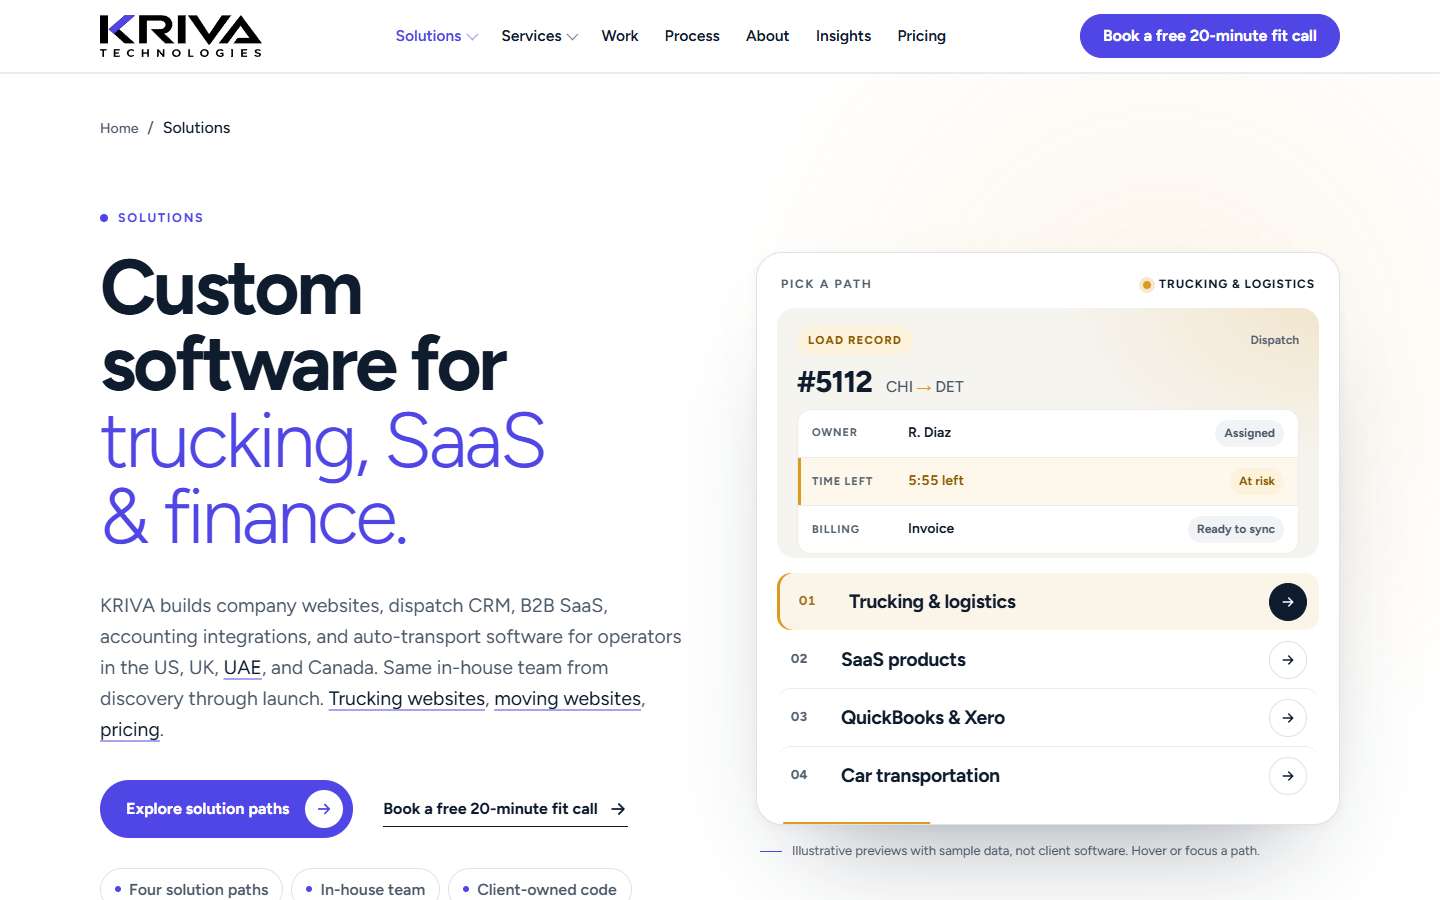 KRIVA
TECHNOLOGIES
Solutions
Services
Work
Process
About
Insights
Pricing
Book a free 20-minute fit call
Home / Solutions
SOLUTIONS
Custom
software for
trucking, SaaS
& finance.
KRIVA builds company websites, dispatch CRM, B2B SaaS,
accounting integrations, and auto-transport software for operators
in the US, UK, UAE, and Canada. Same in-house team from
discovery through launch. Trucking websites, moving websites,
pricing.
Explore solution paths →
Book a free 20-minute fit call →
Four solution paths
In-house team
Client-owned code
PICK A PATH
TRUCKING & LOGISTICS
LOAD RECORD
Dispatch
#5112 CHI → DET
OWNER R. Diaz Assigned
TIME LEFT 5:55 left At risk
BILLING Invoice Ready to sync
01 Trucking & logistics →
02 SaaS products →
03 QuickBooks & Xero →
04 Car transportation →
Illustrative previews with sample data, not client software. Hover or focus a path.